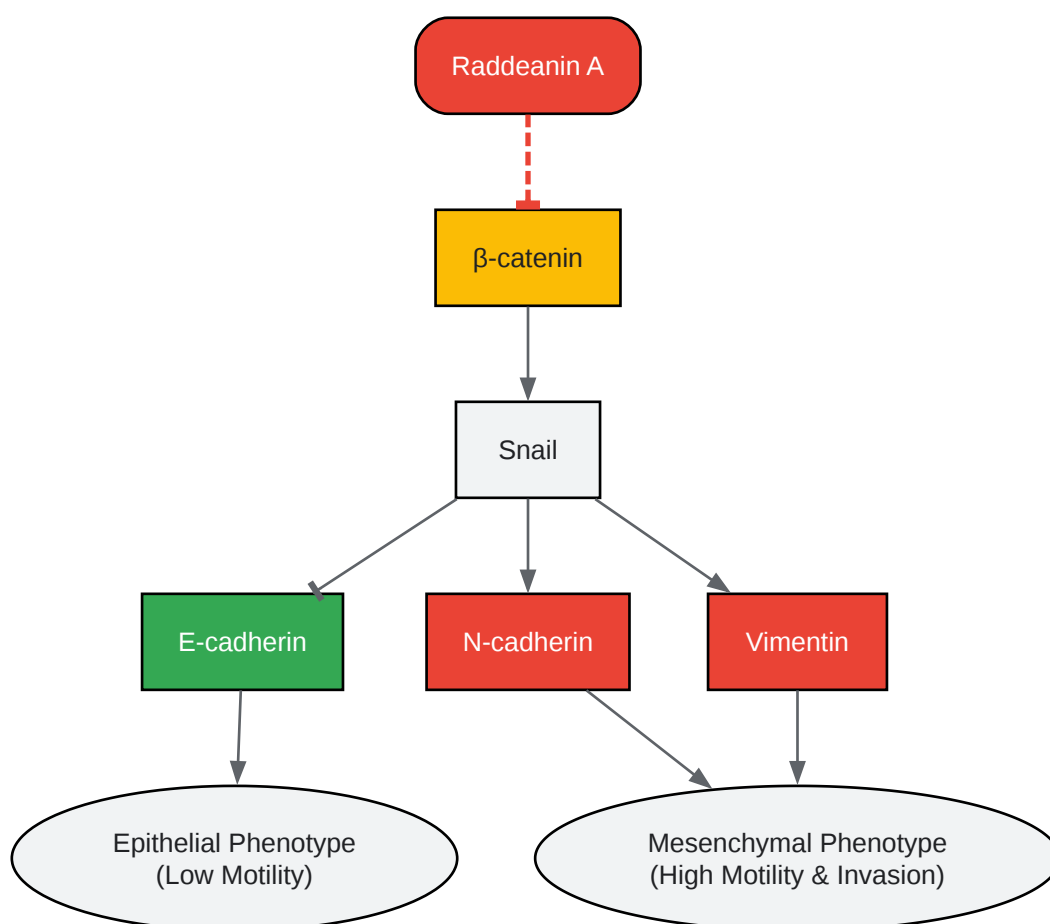 Raddeanin A
β-catenin
Snail
E-cadherin
N-cadherin
Vimentin
Epithelial Phenotype
(Low Motility)
Mesenchymal Phenotype
(High Motility & Invasion)